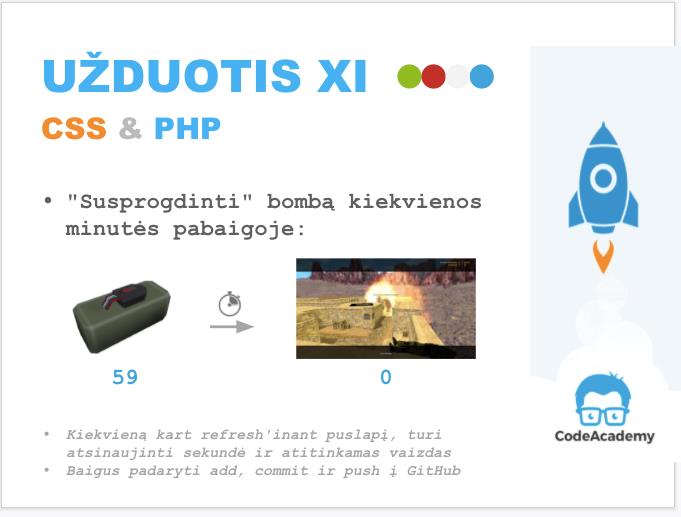 UŽDUOTIS XI
CSS & PHP
• "Susprogdinti" bombą kiekvienos
minutės pabaigoje:
59
0
• Kiekvieną kart refresh'inant puslapį, turi
atsinaujinti sekundė ir atitinkamas vaizdas
• Baigus padaryti add, commit ir push į GitHub
CodeAcademy